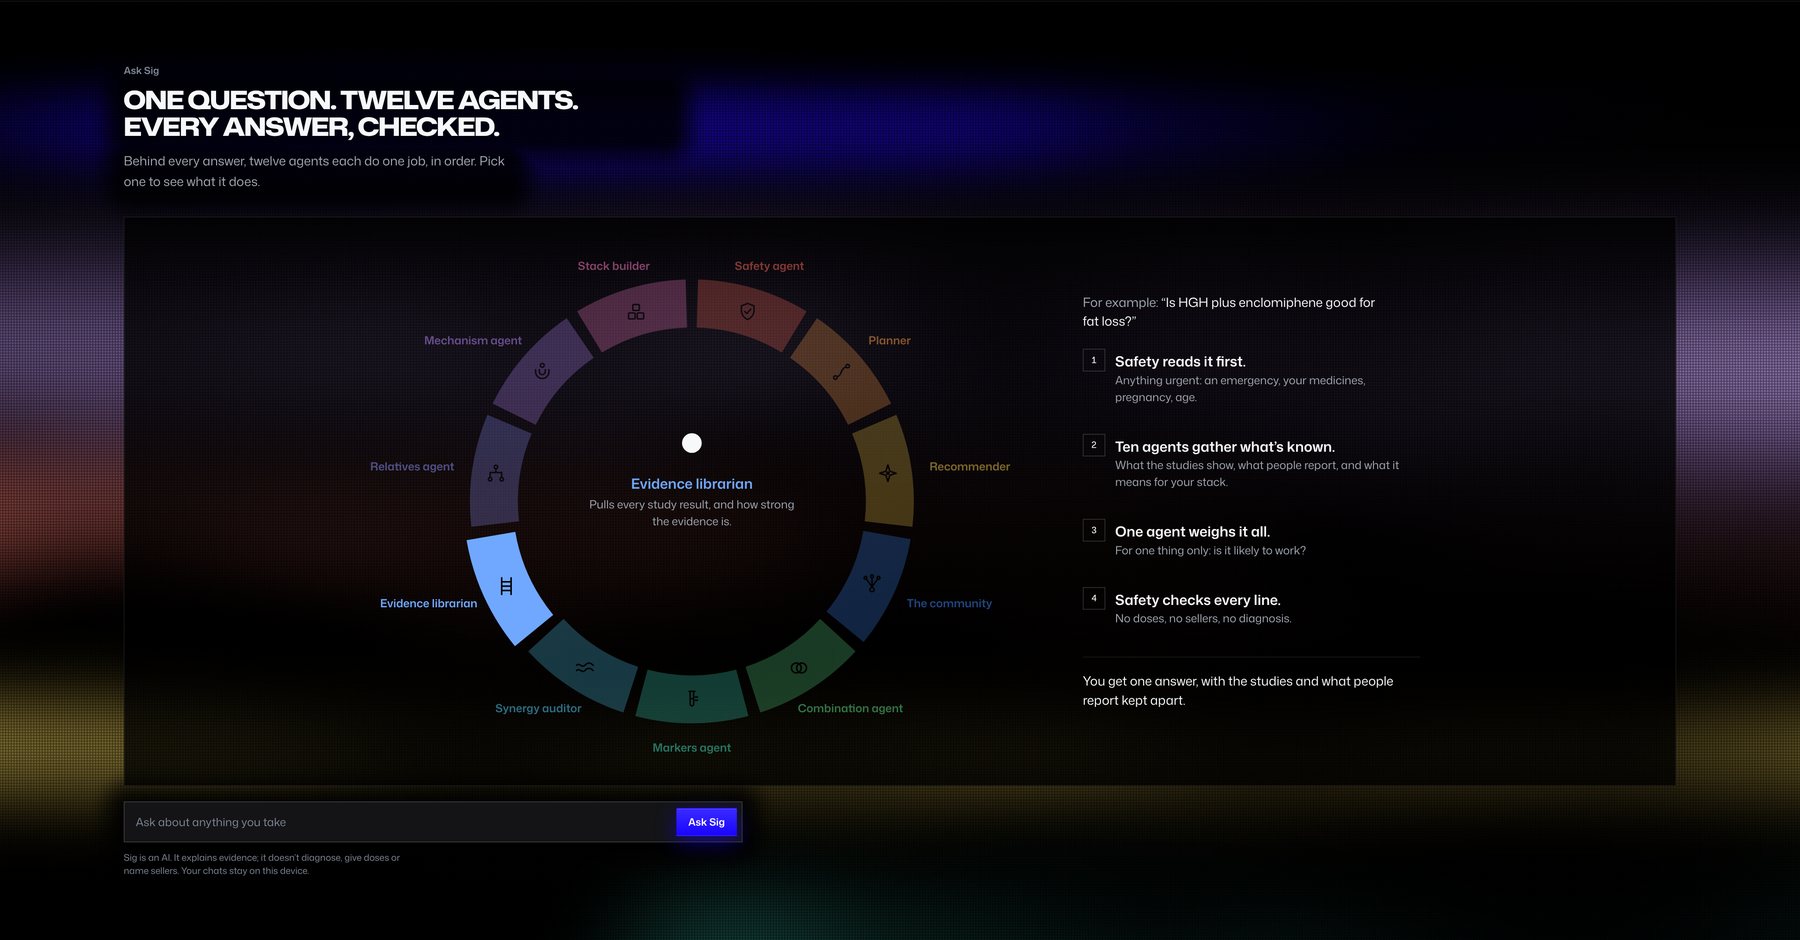 Ask Sig
ONE QUESTION. TWELVE AGENTS.
EVERY ANSWER, CHECKED.
Behind every answer, twelve agents each do one job, in order. Pick
one to see what it does.
Stack builder
Safety agent
Mechanism agent
Planner
Relatives agent
Recommender
Evidence librarian
Pulls every study result, and how strong
the evidence is.
Evidence librarian
The community
Synergy auditor
Combination agent
Markers agent
For example: “Is HGH plus enclomiphene good for
fat loss?”
1
Safety reads it first.
Anything urgent: an emergency, your medicines,
pregnancy, age.
2
Ten agents gather what’s known.
What the studies show, what people report, and what it
means for your stack.
3
One agent weighs it all.
For one thing only: is it likely to work?
4
Safety checks every line.
No doses, no sellers, no diagnosis.
You get one answer, with the studies and what people
report kept apart.
Ask about anything you take
Ask Sig
Sig is an AI. It explains evidence; it doesn’t diagnose, give doses or
name sellers. Your chats stay on this device.